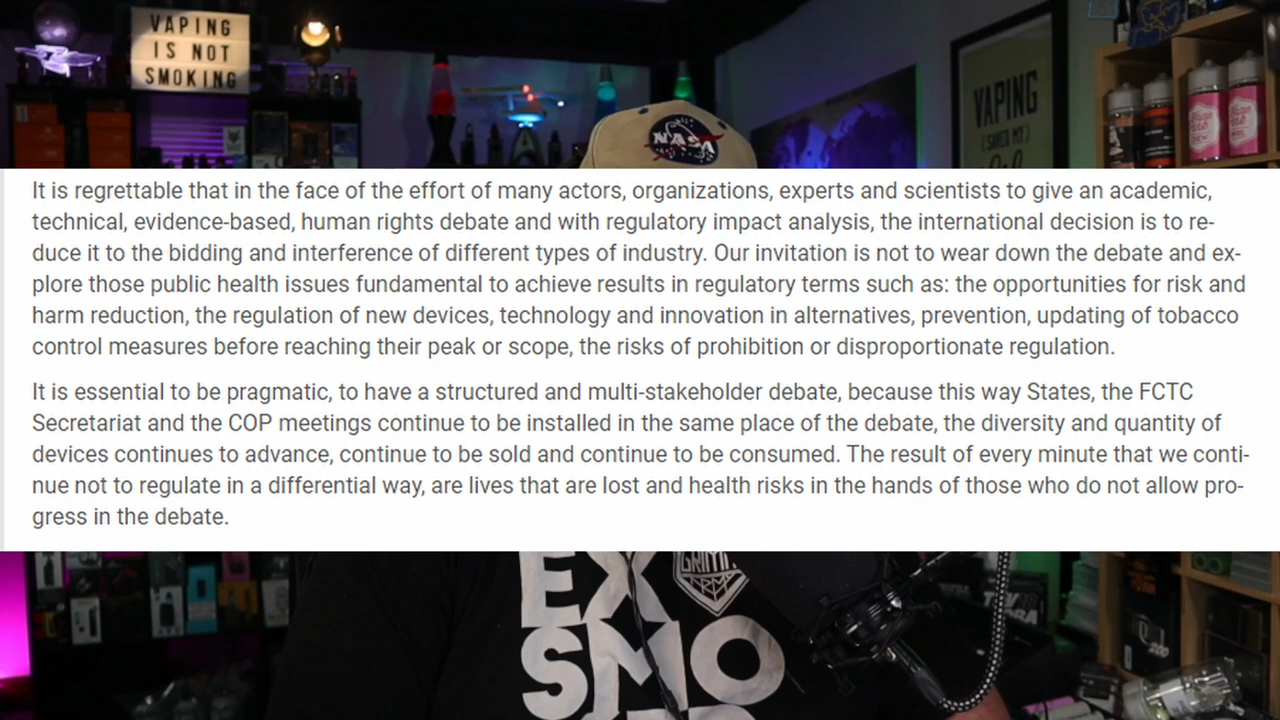 VAPING
IS NOT
SMOKING
NASA
VAPING
It is regrettable that in the face of the effort of many actors, organizations, experts and scientists to give an academic,
technical, evidence-based, human rights debate and with regulatory impact analysis, the international decision is to re-
duce it to the bidding and interference of different types of industry. Our invitation is not to wear down the debate and ex-
plore those public health issues fundamental to achieve results in regulatory terms such as: the opportunities for risk and
harm reduction, the regulation of new devices, technology and innovation in alternatives, prevention, updating of tobacco
control measures before reaching their peak or scope, the risks of prohibition or disproportionate regulation.
It is essential to be pragmatic, to have a structured and multi-stakeholder debate, because this way States, the FCTC
Secretariat and the COP meetings continue to be installed in the same place of the debate, the diversity and quantity of
devices continues to advance, continue to be sold and continue to be consumed. The result of every minute that we conti-
nue not to regulate in a differential way, are lives that are lost and health risks in the hands of those who do not allow pro-
gress in the debate.
EX
SMO